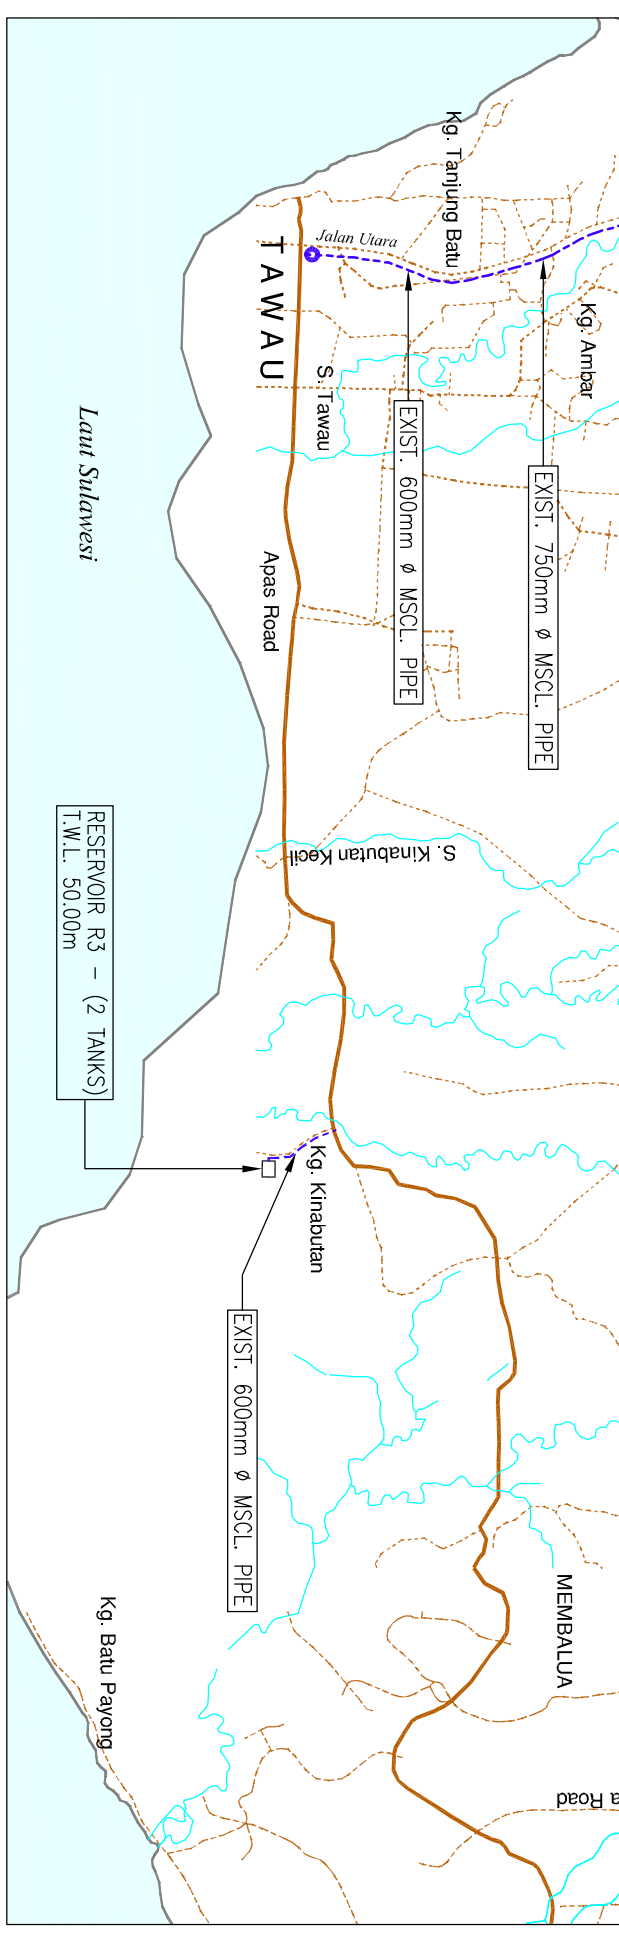 Kg. Tanjung Batu
Jalan Utara
TAWAU
Kg. Ambar
S. Tawau
EXIST. 750mm ø MSCL. PIPE
EXIST. 600mm ø MSCL. PIPE
Laut Sulawesi
Apas Road
S. Kinabutan Kecil
RESERVOIR R3 - (2 TANKS)
T.W.L. 50.00m
Kg. Kinabutan
EXIST. 600mm ø MSCL. PIPE
MEMBALUA
Kg. Batu Payong
a Road